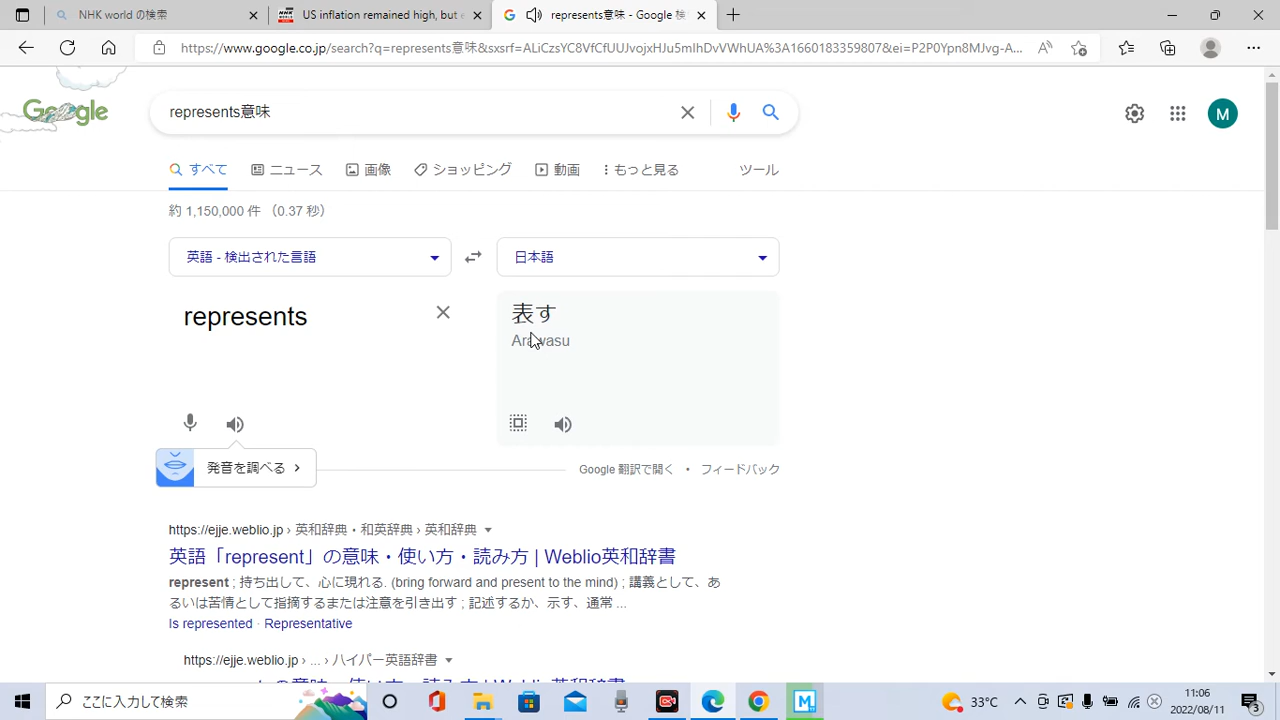 NHK WORLD の検索
US inflation remained high, but e
represents意味 - Google 検
https://www.google.co.jp/search?q=represents意味&sxsrf=ALiCzsYC8VfCfUUJvojxHJu5mIhDvVWhUA%3A1660183359807&ei=P2P0Ypn8MJvg-A...
Google
represents意味
M
すべて
ニュース
画像
ショッピング
動画
もっと見る
ツール
約 1,150,000 件 （0.37 秒）
英語 - 検出された言語
日本語
represents
表す
Arawasu
発音を調べる
Google 翻訳で開く • フィードバック
https://ejje.weblio.jp › 英和辞典・和英辞典 › 英和辞典
英語「represent」の意味・使い方・読み方 | Weblio英和辞書
represent ; 持ち出して、心に現れる. (bring forward and present to the mind) ; 講義として、あ
るいは苦情として指摘するまたは注意を引き出す ; 記述するか、示す、通常 ...
Is represented · Representative
https://ejje.weblio.jp › ... › ハイパー英語辞書
ここに入力して検索
33°C
11:06
2022/08/11
3